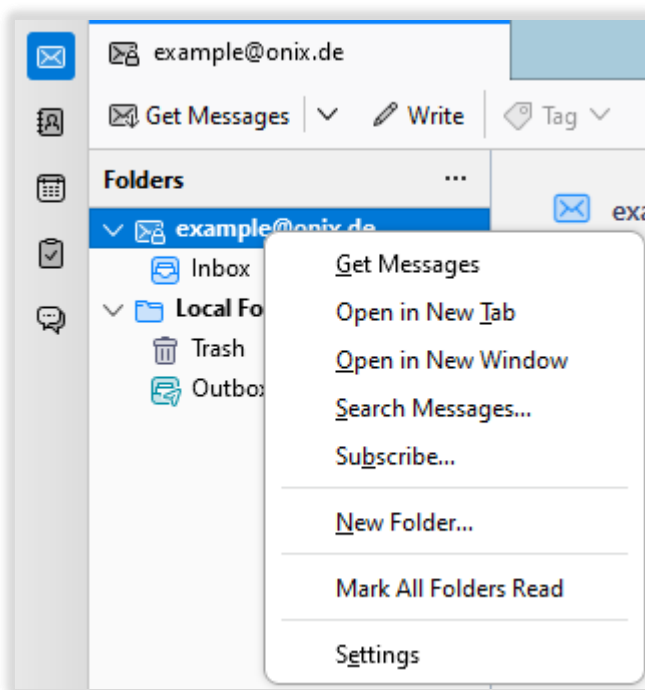 example@onix.de
Get Messages
Write
Tag
Folders
...
exa
example@onix.de
Inbox
Local Fo
Trash
Outbox
Get Messages
Open in New Tab
Open in New Window
Search Messages...
Subscribe...
New Folder...
Mark All Folders Read
Settings